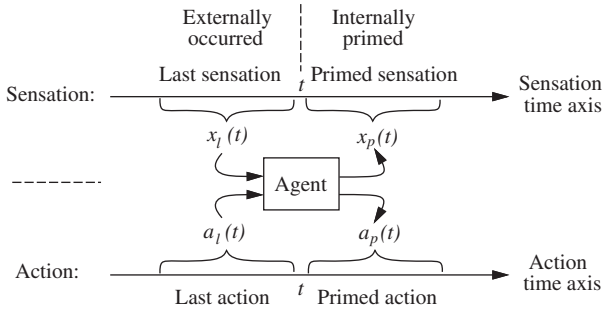 Externally occurred
Internally primed
Last sensation
t
Primed sensation
Sensation:
Sensation time axis
x_l(t)
x_p(t)
Agent
a_l(t)
a_p(t)
Action:
Action time axis
Last action
t
Primed action